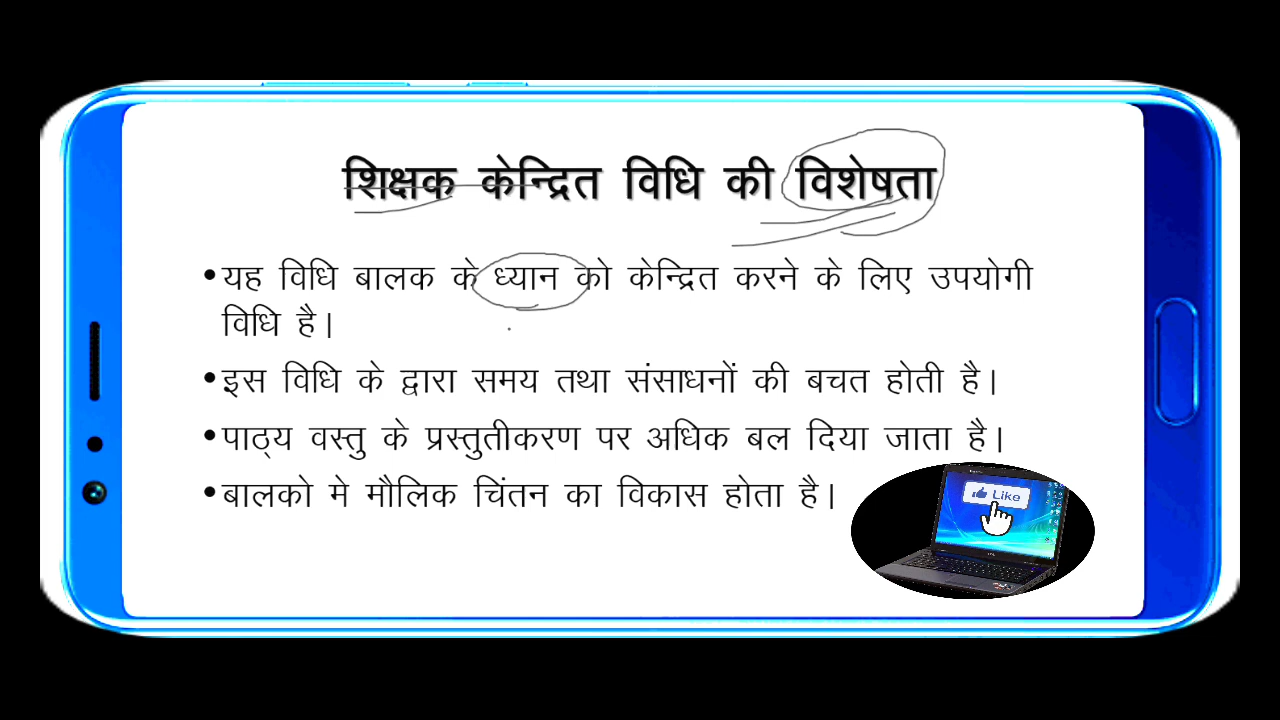 शिक्षक केन्द्रित विधि की विशेषता
•यह विधि बालक के ध्यान को केन्द्रित करने के लिए उपयोगी
विधि है।
•इस विधि के द्वारा समय तथा संसाधनों की बचत होती है।
•पाठ्य वस्तु के प्रस्तुतीकरण पर अधिक बल दिया जाता है।
•बालको मे मौलिक चिंतन का विकास होता है।
Like